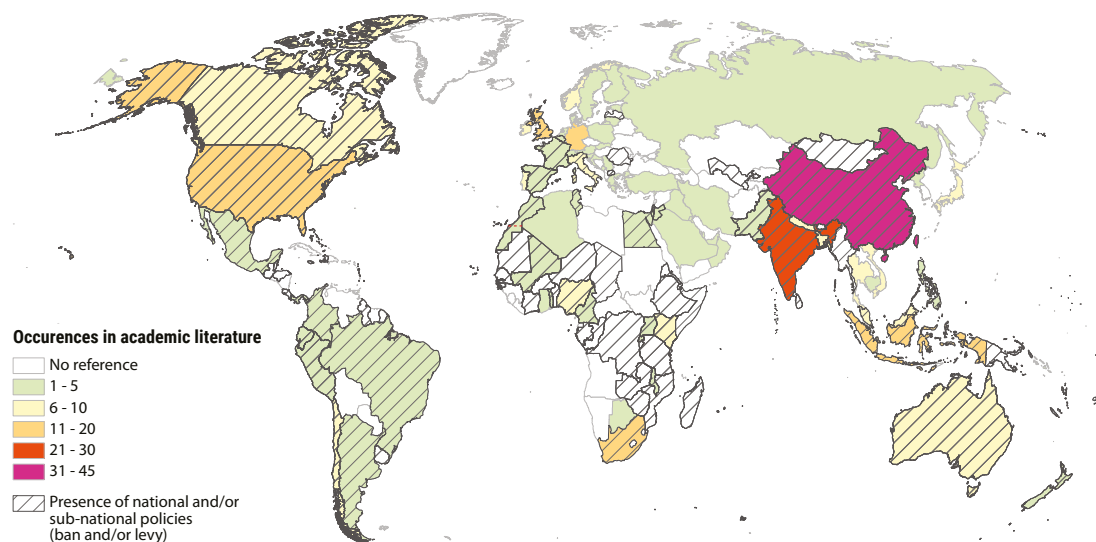 Occurences in academic literature
No reference
1 - 5
6 - 10
11 - 20
21 - 30
31 - 45
Presence of national and/or
sub-national policies
(ban and/or levy)